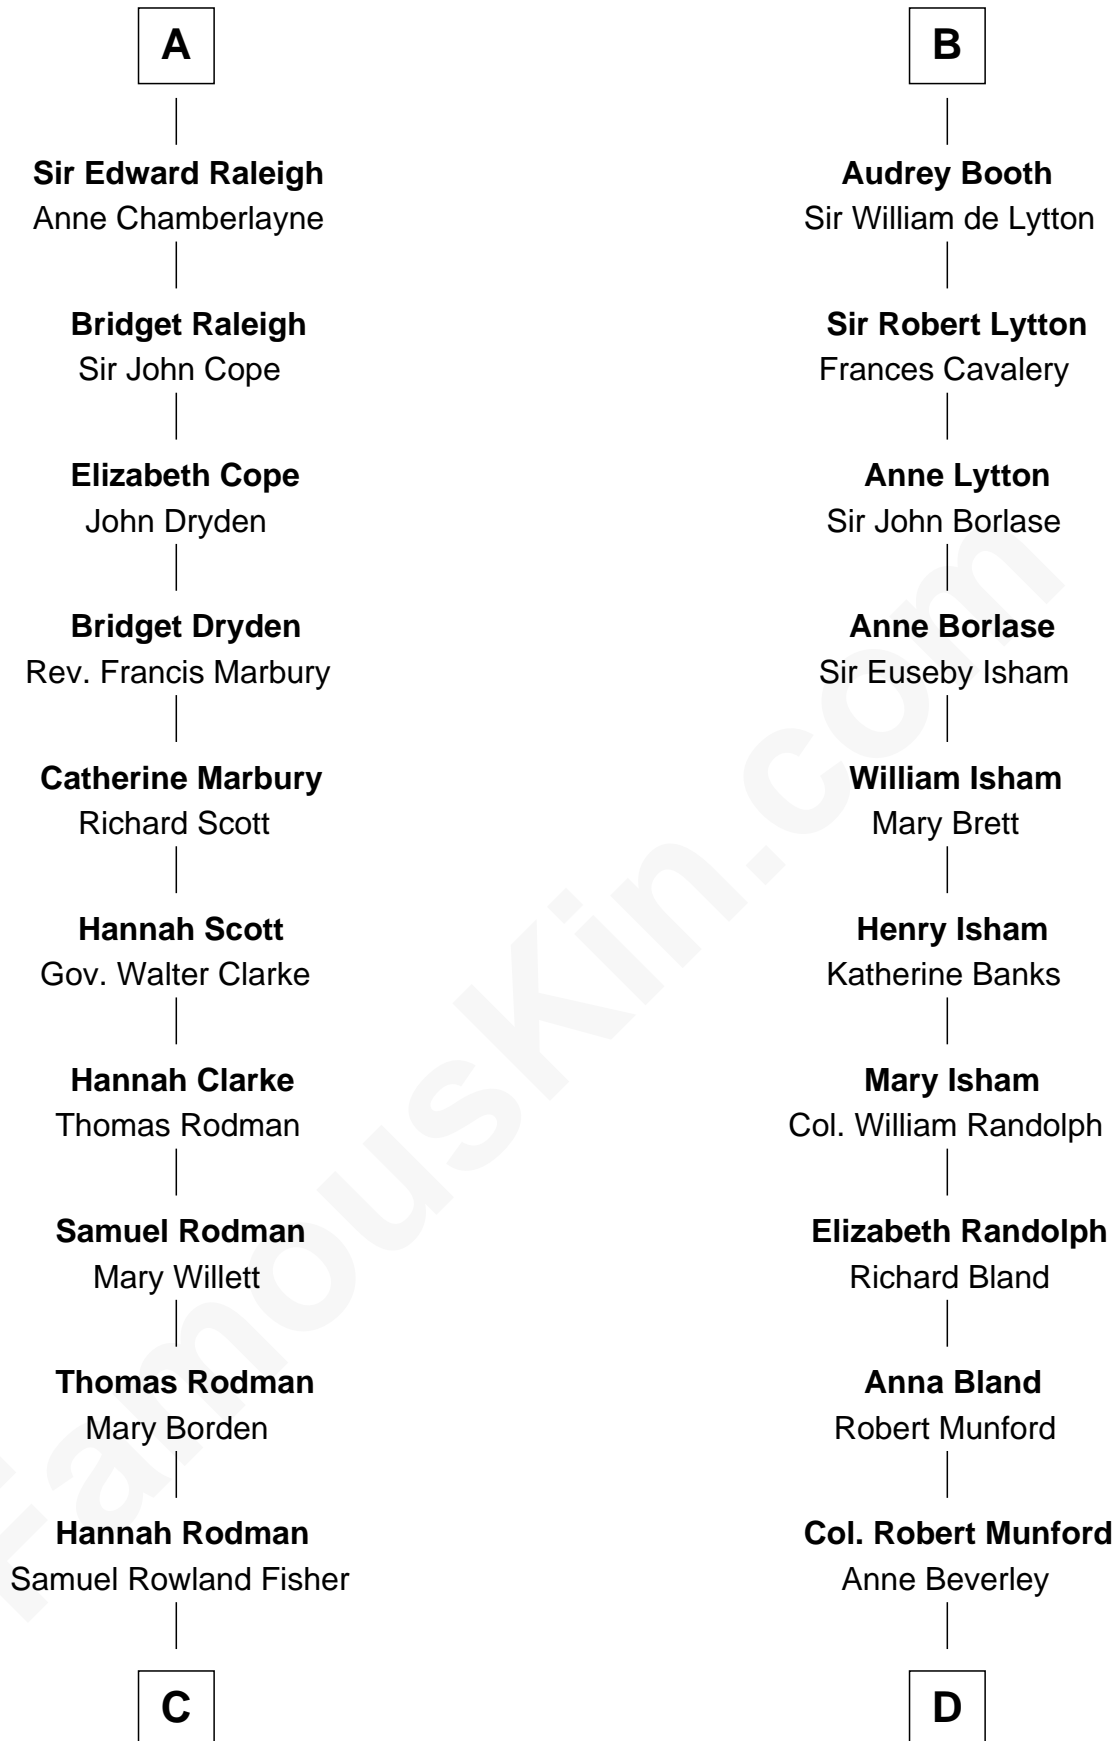 A
Sir Edward Raleigh
Anne Chamberlayne
Bridget Raleigh
Sir John Cope
Elizabeth Cope
John Dryden
Bridget Dryden
Rev. Francis Marbury
Catherine Marbury
Richard Scott
Hannah Scott
Gov. Walter Clarke
Hannah Clarke
Thomas Rodman
Samuel Rodman
Mary Willett
Thomas Rodman
Mary Borden
Hannah Rodman
Samuel Rowland Fisher
C
B
Audrey Booth
Sir William de Lytton
Sir Robert Lytton
Frances Cavalery
Anne Lytton
Sir John Borlase
Anne Borlase
Sir Euseby Isham
William Isham
Mary Brett
Henry Isham
Katherine Banks
Mary Isham
Col. William Randolph
Elizabeth Randolph
Richard Bland
Anna Bland
Robert Munford
Col. Robert Munford
Anne Beverley
D
FamousKin.com